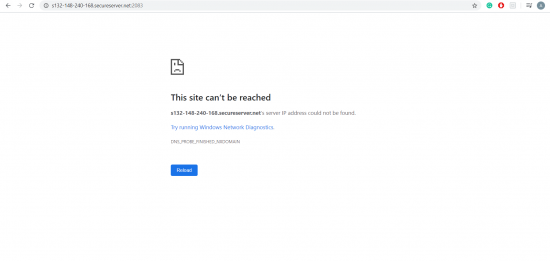 s132-148-240-168.secureserver.net:2083
This site can't be reached
s132-148-240-168.secureserver.net's server IP address could not be found.
Try running Windows Network Diagnostics.
DNS_PROBE_FINISHED_NXDOMAIN
Reload